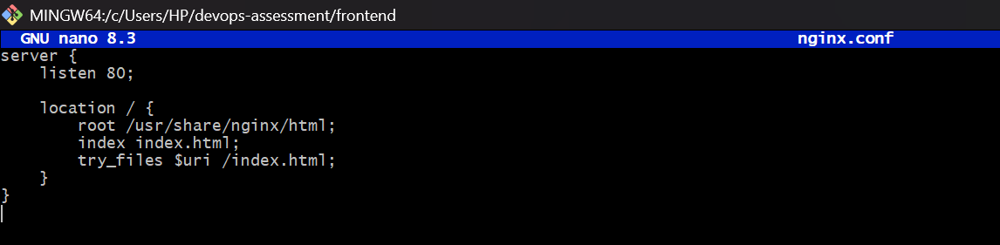 MINGW64:/c/Users/HP/devops-assessment/frontend
GNU nano 8.3 nginx.conf
server {
    listen 80;

    location / {
        root /usr/share/nginx/html;
        index index.html;
        try_files $uri /index.html;
    }
}